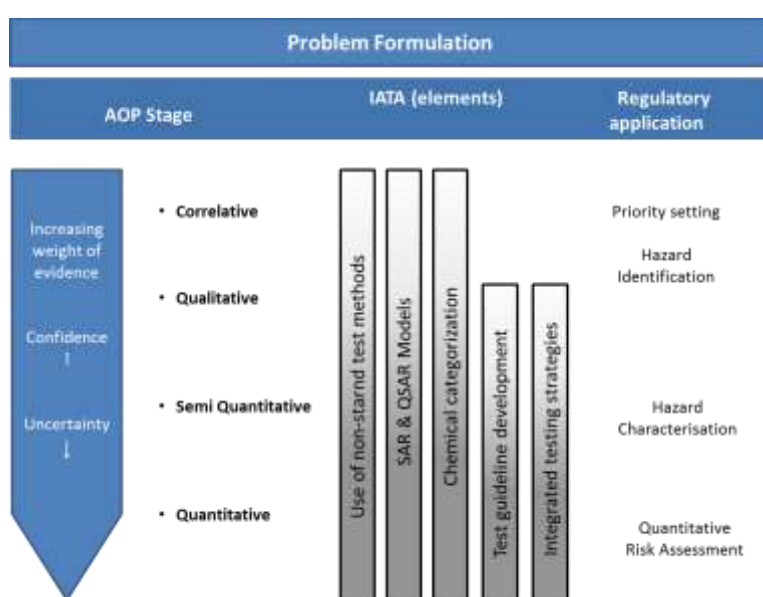 Problem Formulation
AOP Stage
IATA (elements)
Regulatory
application
Increasing
weight of
evidence
Confidence
↑
Uncertainty
↓
• Correlative
• Qualitative
• Semi Quantitative
• Quantitative
Use of non-starnd test methods
SAR & QSAR Models
Chemical categorization
Test guideline development
Integrated testing strategies
Priority setting
Hazard
Identification
Hazard
Characterisation
Quantitative
Risk Assessment